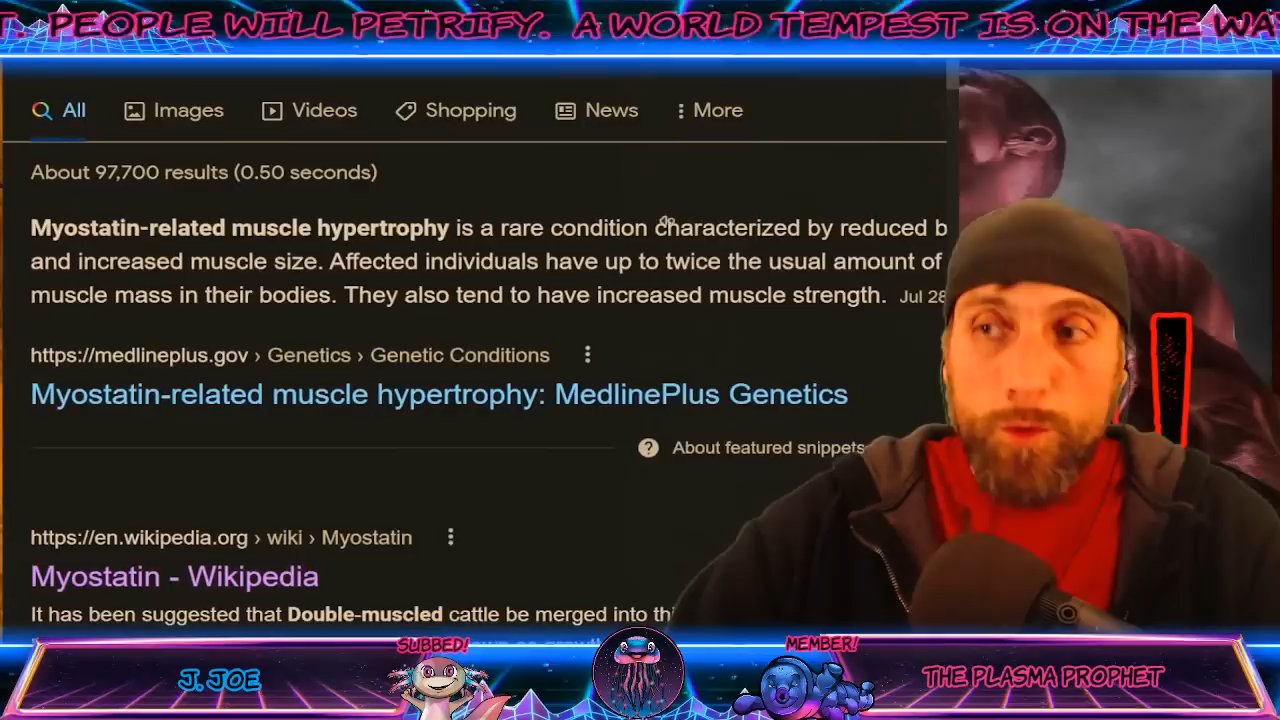 T. PEOPLE WILL PETRIFY. A WORLD TEMPEST IS ON THE WA
All Images Videos Shopping News More
About 97,700 results (0.50 seconds)
Myostatin-related muscle hypertrophy is a rare condition characterized by reduced b
and increased muscle size. Affected individuals have up to twice the usual amount of
muscle mass in their bodies. They also tend to have increased muscle strength. Jul 28
https://medlineplus.gov › Genetics › Genetic Conditions
Myostatin-related muscle hypertrophy: MedlinePlus Genetics
? About featured snippets
https://en.wikipedia.org › wiki › Myostatin
Myostatin - Wikipedia
It has been suggested that Double-muscled cattle be merged into thi
SUBBED! MEMBER!
J. JOE THE PLASMA PROPHET